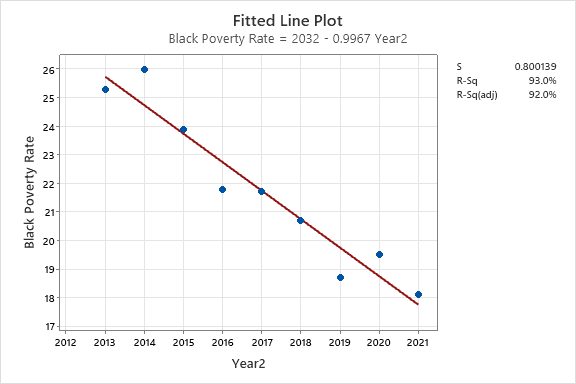 Fitted Line Plot
Black Poverty Rate = 2032 - 0.9967 Year2
S 0.800139
R-Sq 93.0%
R-Sq(adj) 92.0%
Black Poverty Rate
26
25
24
23
22
21
20
19
18
17
2012 2013 2014 2015 2016 2017 2018 2019 2020 2021
Year2